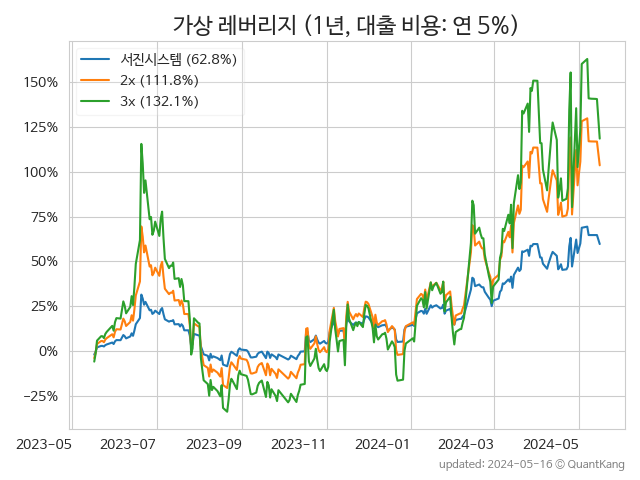 가상 레버리지 (1년, 대출 비용: 연 5%)
서진시스템 (62.8%)
2x (111.8%)
3x (132.1%)
150%
125%
100%
75%
50%
25%
0%
−25%
2023-05 2023-07 2023-09 2023-11 2024-01 2024-03 2024-05
updated: 2024-05-16 © QuantKang